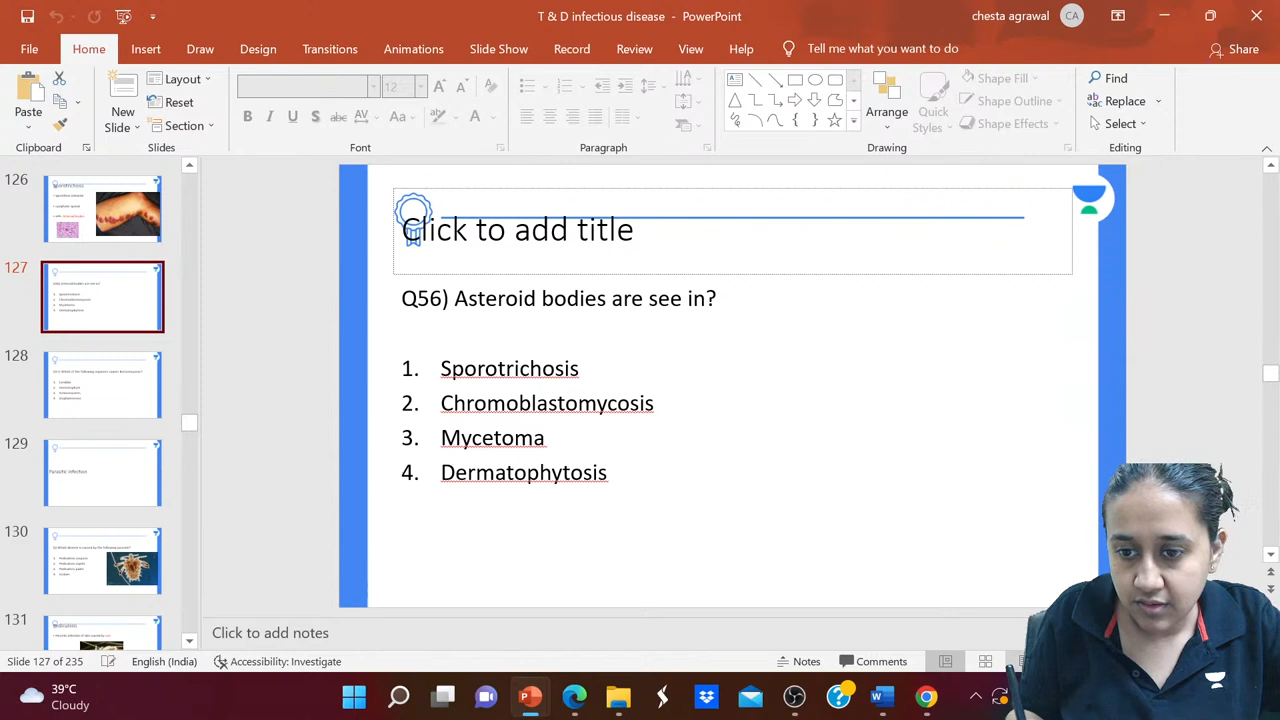 T & D infectious disease - PowerPoint
chesta agrawal
CA
File
Home
Insert
Draw
Design
Transitions
Animations
Slide Show
Record
Review
View
Help
Tell me what you want to do
Share
Paste
Clipboard
New
Slide
Layout
Reset
Section
Slides
Font
Paragraph
Arrange
Quick
Styles
Shape Fill
Shape Outline
Shape Effects
Drawing
Find
Replace
Select
Editing
126
127
128
129
Parasitic infection
130
131
Click to add title
Q56) Asteroid bodies are see in?
1. Sporotrichosis
2. Chromoblastomycosis
3. Mycetoma
4. Dermatophytosis
Click to add notes
Slide 127 of 235
English (India)
Accessibility: Investigate
Notes
Comments
39°C
Cloudy